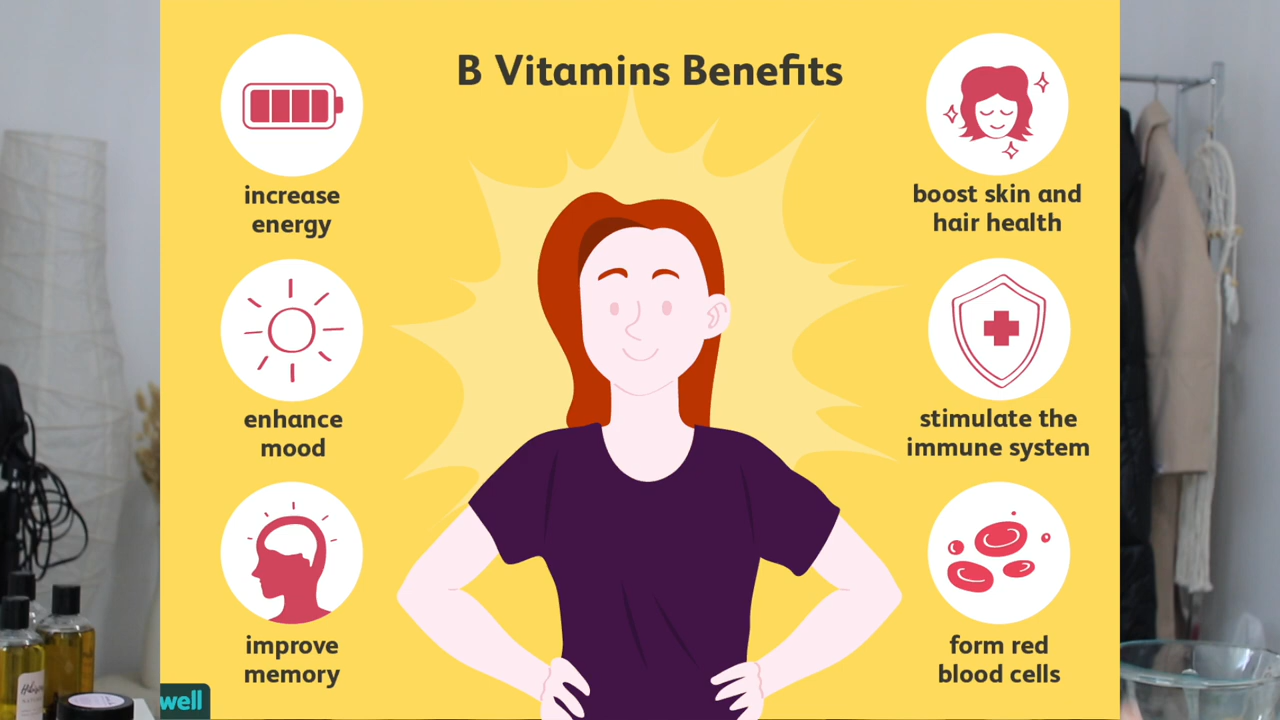 B Vitamins Benefits
increase
energy
boost skin and
hair health
enhance
mood
stimulate the
immune system
improve
memory
form red
blood cells
well